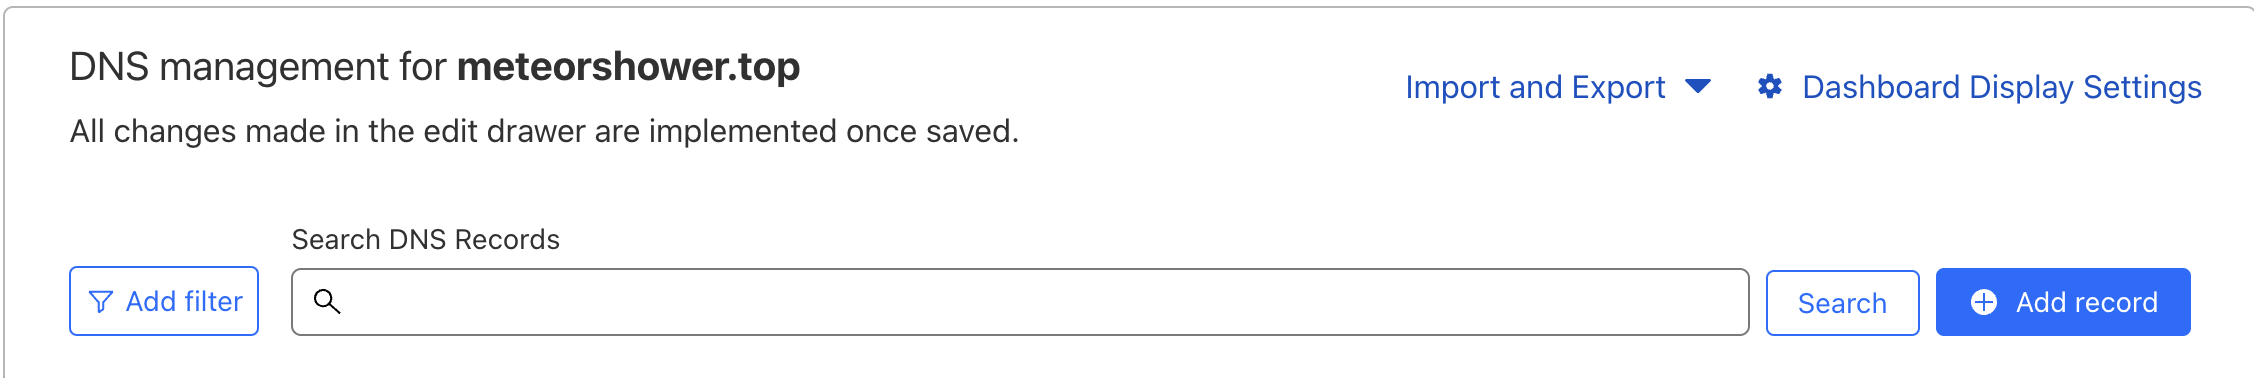 DNS management for meteorshower.top
All changes made in the edit drawer are implemented once saved.
Import and Export
Dashboard Display Settings
Search DNS Records
Add filter
Search
Add record